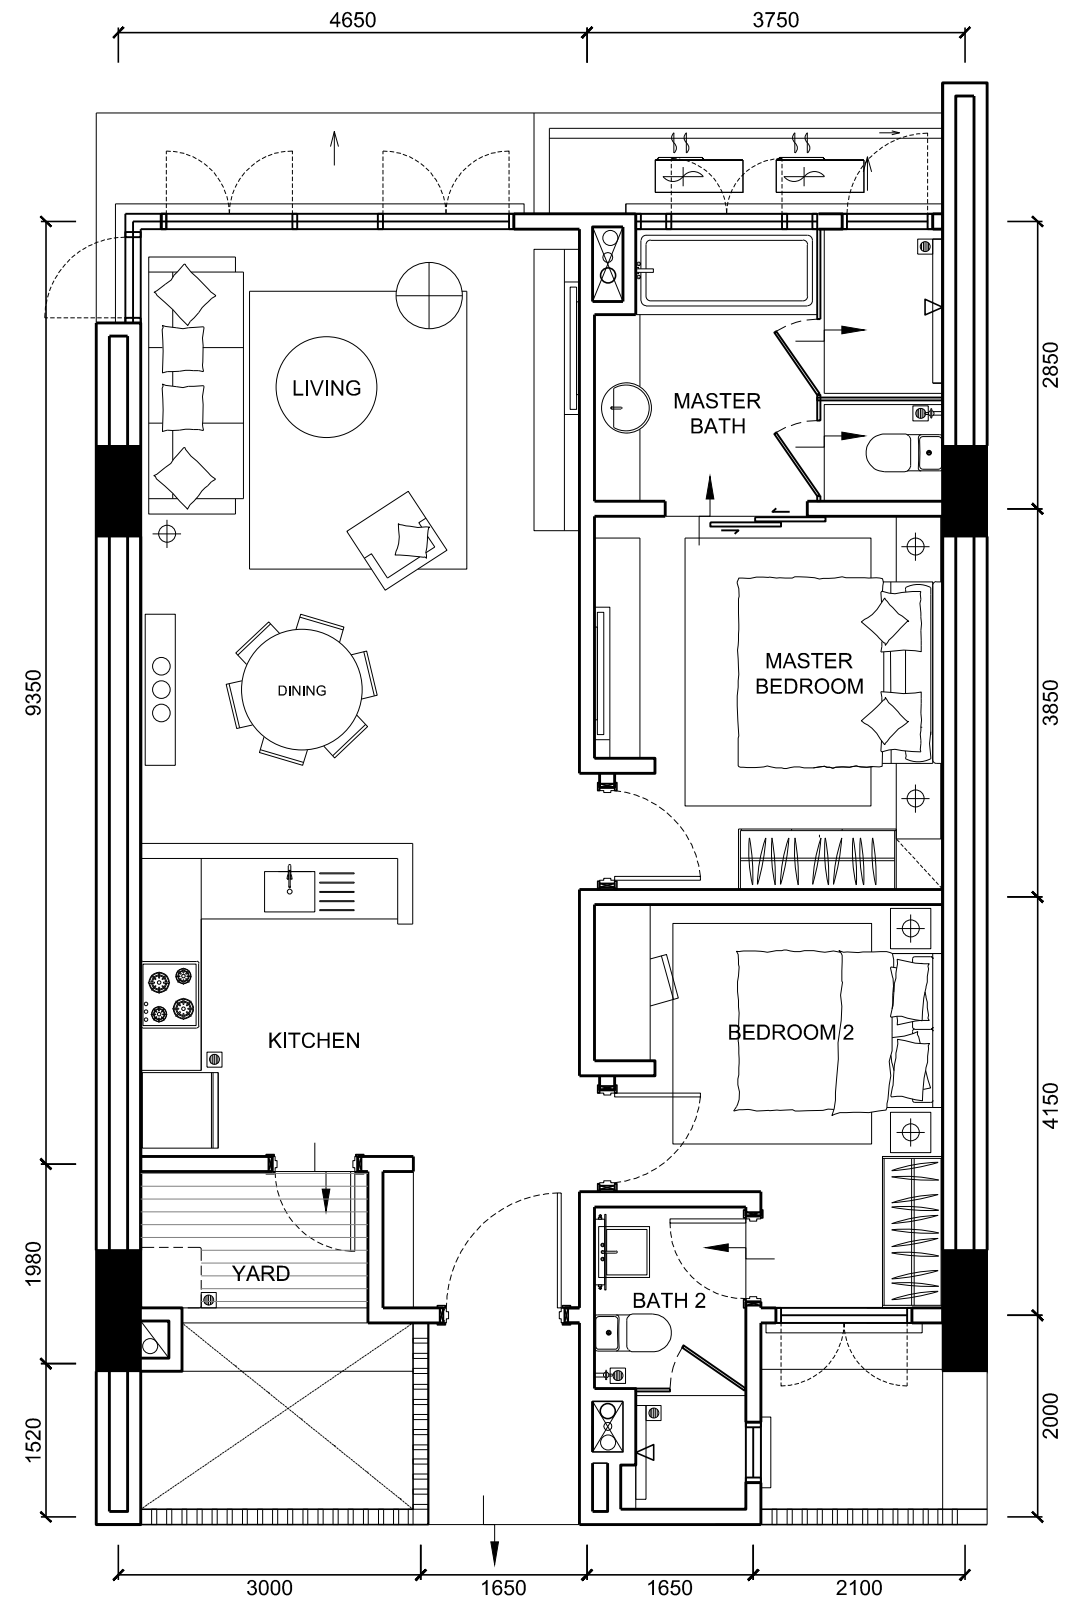 4650
3750
LIVING
MASTER
BATH
2850
9350
DINING
MASTER
BEDROOM
3850
KITCHEN
BEDROOM 2
4150
1980
YARD
BATH 2
1520
2000
3000
1650
1650
2100